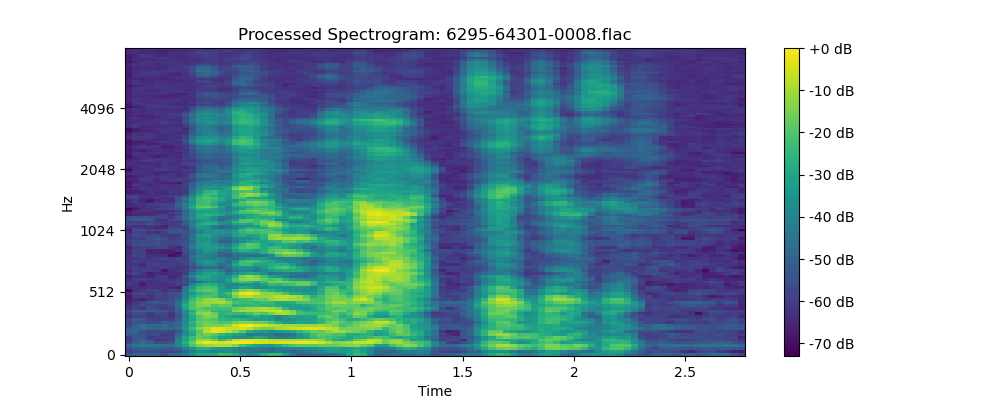 Processed Spectrogram: 6295-64301-0008.flac
Hz
4096
2048
1024
512
0
0
0.5
1
1.5
2
2.5
Time
+0 dB
-10 dB
-20 dB
-30 dB
-40 dB
-50 dB
-60 dB
-70 dB